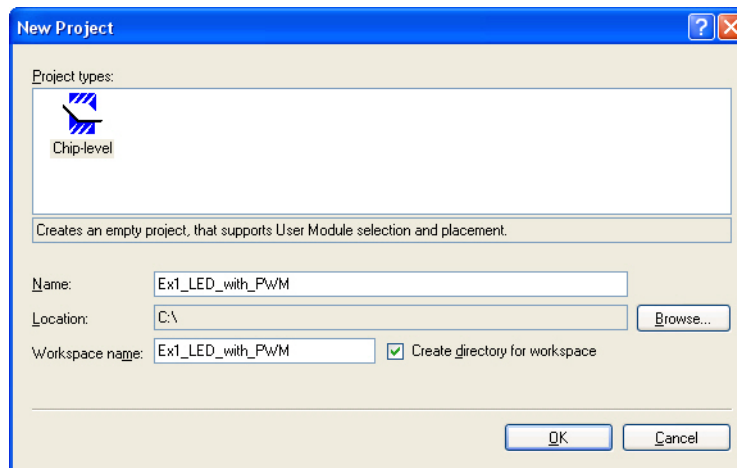 New Project
Project types:
Chip-level
Creates an empty project, that supports User Module selection and placement.
Name: Ex1_LED_with_PWM
Location: C:\ Browse...
Workspace name: Ex1_LED_with_PWM Create directory for workspace
OK Cancel